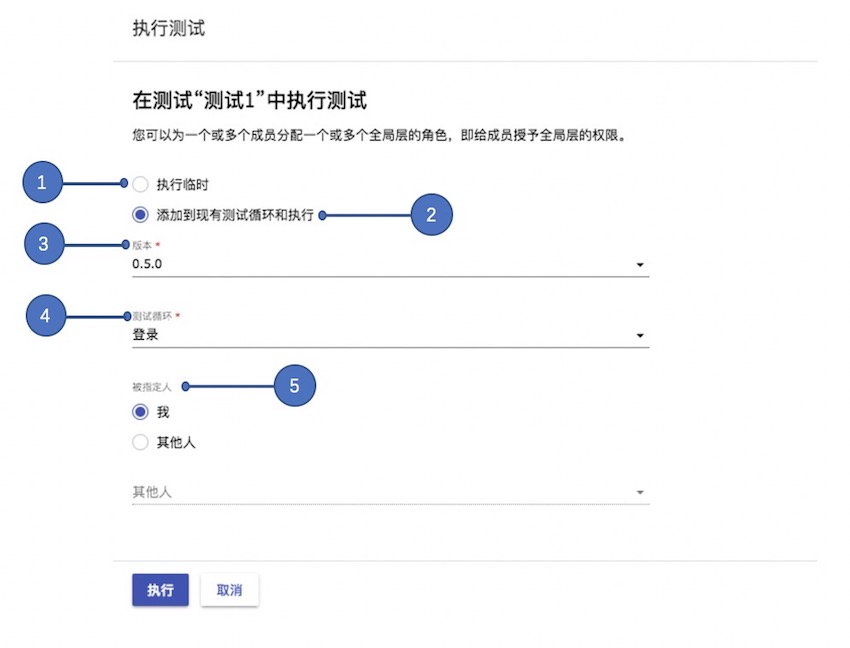 执行测试
在测试“测试1”中执行测试
您可以为一个或多个成员分配一个或多个全局层的角色，即给成员授予全局层的权限。
1 执行临时
添加到现有测试循环和执行 2
3 版本 *
0.5.0
4 测试循环 *
登录
被指定人 5
我
其他人
其他人
执行 取消